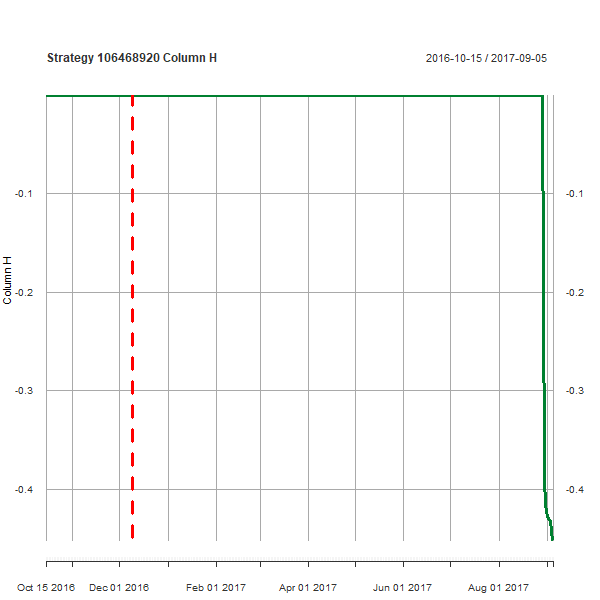 Strategy 106468920 Column H
2016-10-15 / 2017-09-05
Column H
-0.1
-0.1
-0.2
-0.2
-0.3
-0.3
-0.4
-0.4
Oct 15 2016
Dec 01 2016
Feb 01 2017
Apr 01 2017
Jun 01 2017
Aug 01 2017